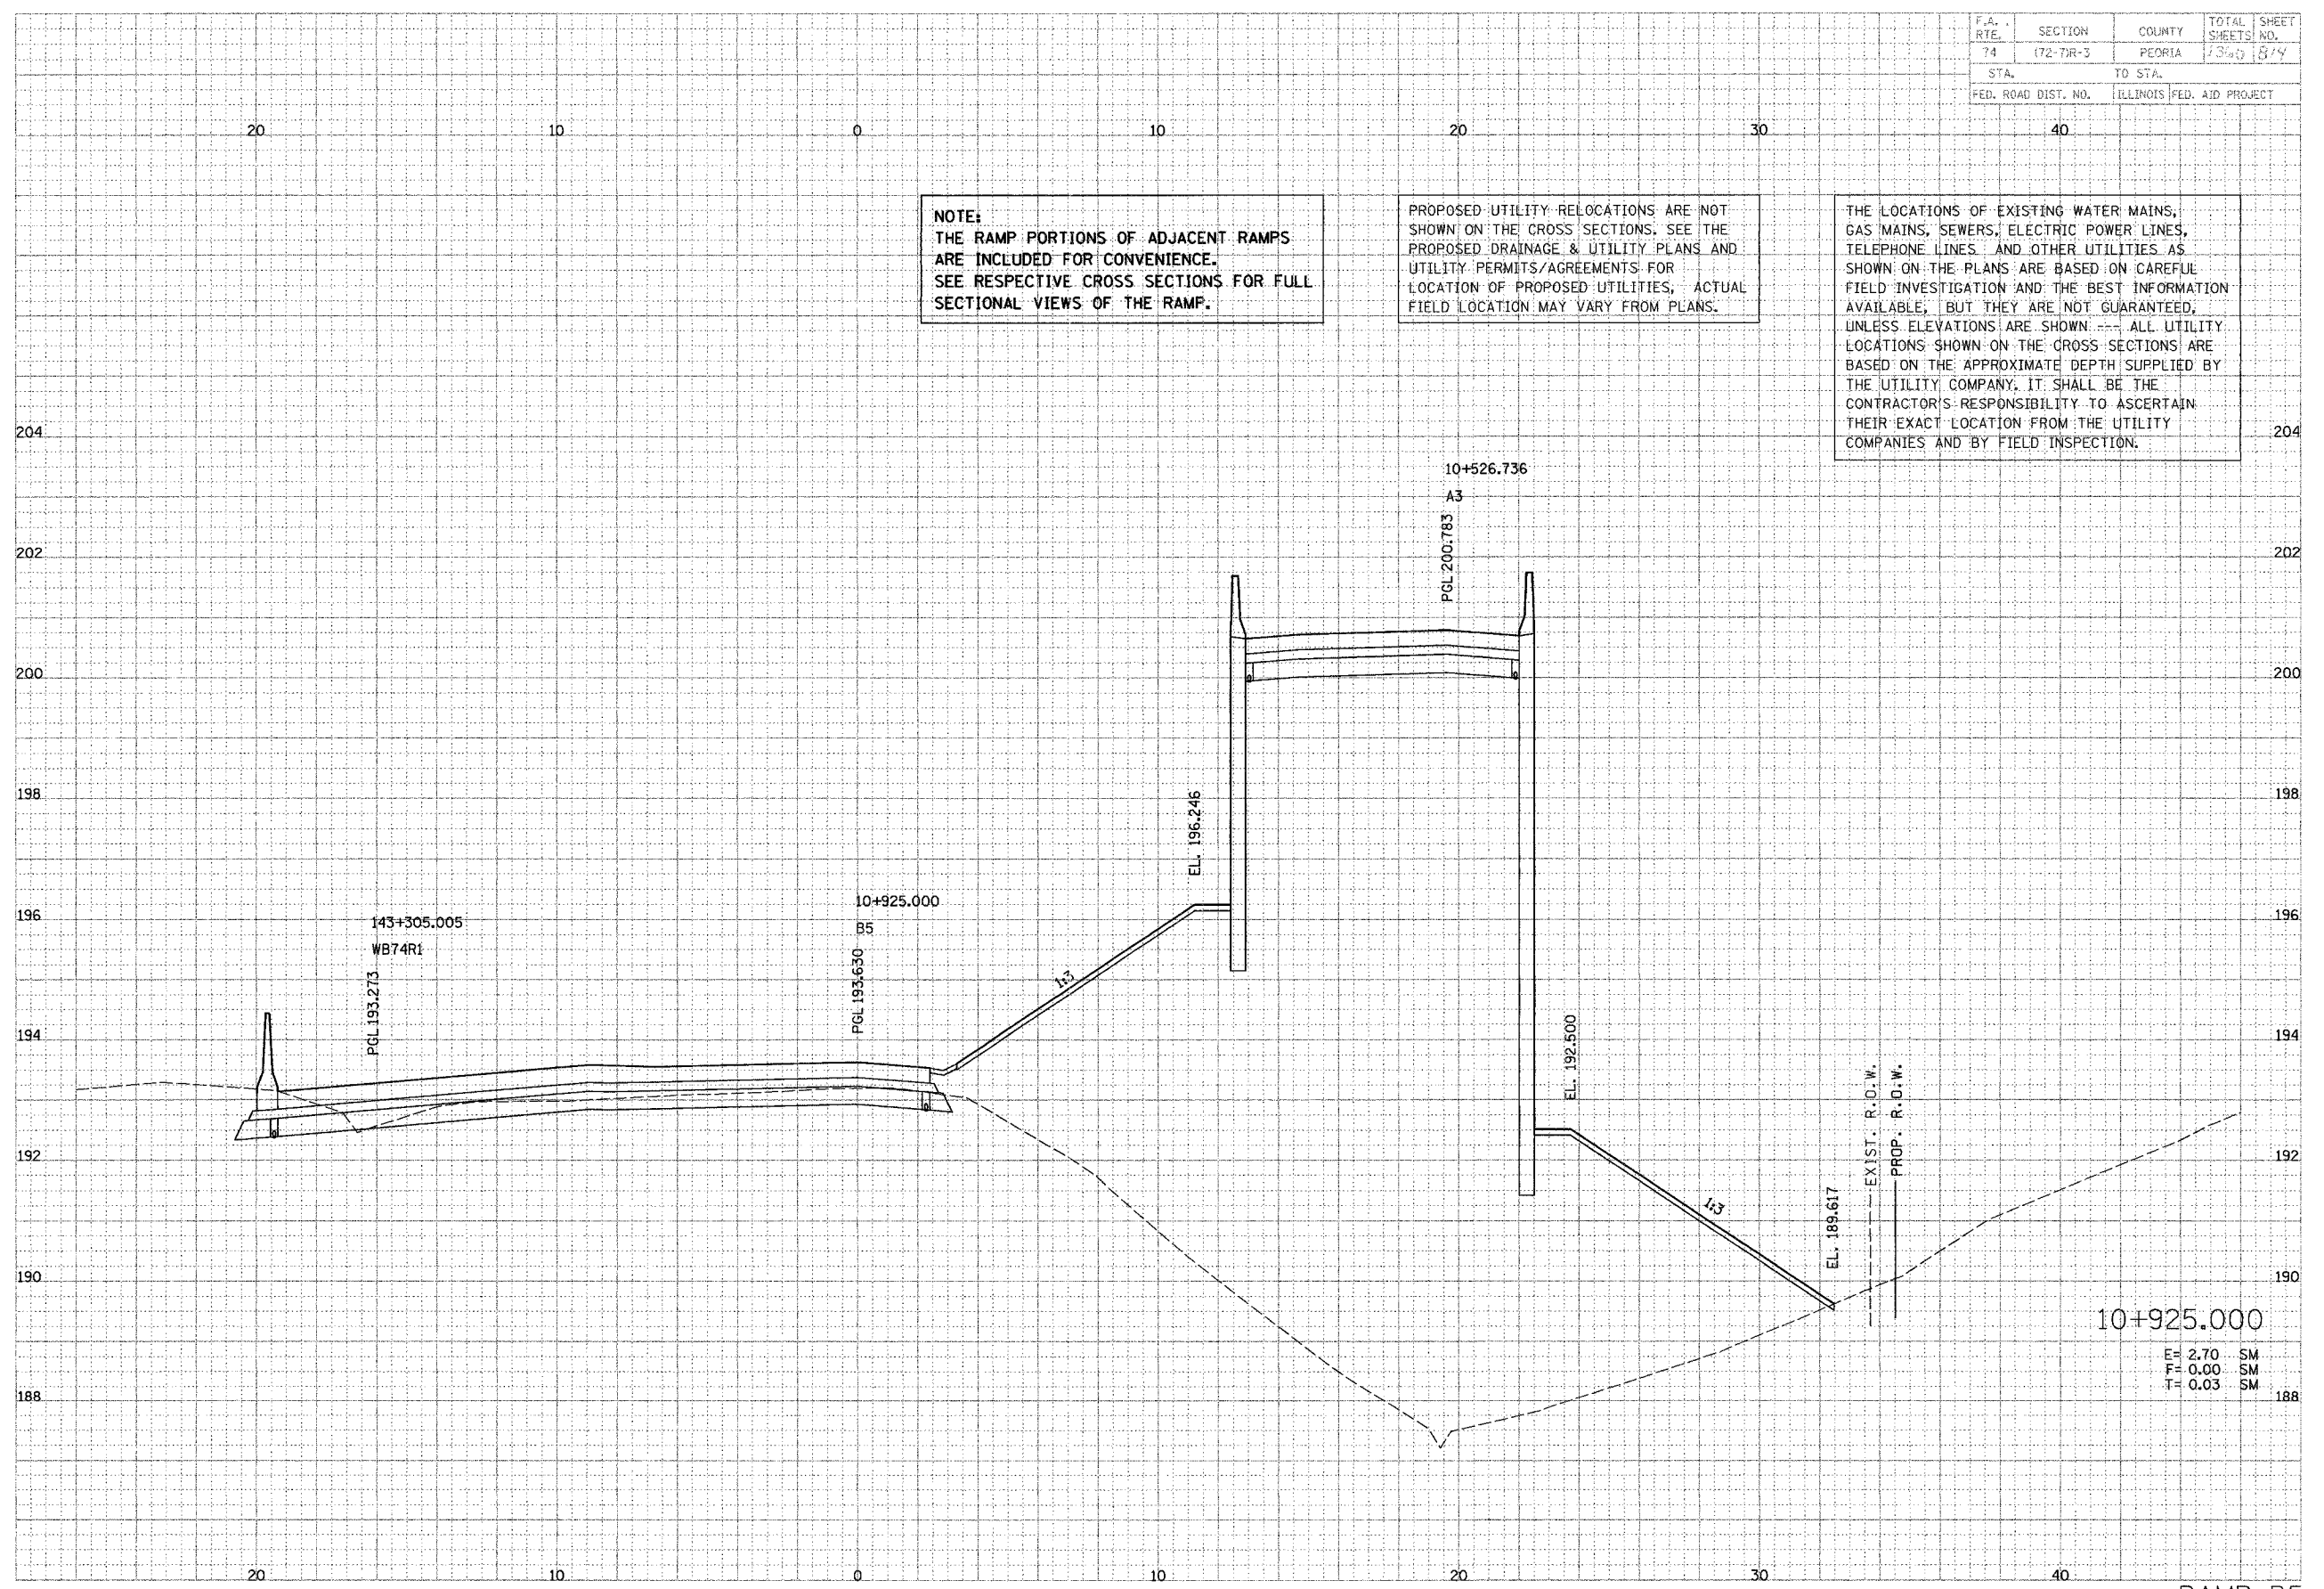 F.A. RTE. SECTION COUNTY TOTAL SHEETS SHEET NO.
74 (72-7)R-3 PEORIA 1360 814
STA. TO STA.
FED. ROAD DIST. NO. ILLINOIS FED. AID PROJECT
20 10 0 10 20 30 40
NOTE:
THE RAMP PORTIONS OF ADJACENT RAMPS
ARE INCLUDED FOR CONVENIENCE.
SEE RESPECTIVE CROSS SECTIONS FOR FULL
SECTIONAL VIEWS OF THE RAMP.
PROPOSED UTILITY RELOCATIONS ARE NOT
SHOWN ON THE CROSS SECTIONS. SEE THE
PROPOSED DRAINAGE & UTILITY PLANS AND
UTILITY PERMITS/AGREEMENTS FOR
LOCATION OF PROPOSED UTILITIES, ACTUAL
FIELD LOCATION MAY VARY FROM PLANS.
THE LOCATIONS OF EXISTING WATER MAINS,
GAS MAINS, SEWERS, ELECTRIC POWER LINES,
TELEPHONE LINES AND OTHER UTILITIES AS
SHOWN ON THE PLANS ARE BASED ON CAREFUL
FIELD INVESTIGATION AND THE BEST INFORMATION
AVAILABLE, BUT THEY ARE NOT GUARANTEED,
UNLESS ELEVATIONS ARE SHOWN --- ALL UTILITY
LOCATIONS SHOWN ON THE CROSS SECTIONS ARE
BASED ON THE APPROXIMATE DEPTH SUPPLIED BY
THE UTILITY COMPANY. IT SHALL BE THE
CONTRACTOR'S RESPONSIBILITY TO ASCERTAIN
THEIR EXACT LOCATION FROM THE UTILITY
COMPANIES AND BY FIELD INSPECTION.
204 204
10+526.736
A3
PGL 200.783
202 202
200 200
198 198
EL. 196.246
10+925.000
B5
PGL 193.630
196 196
143+305.005
WB74R1
PGL 193.273
1:3
194 194
EL. 192.500
EXIST. R.O.W.
PROP. R.O.W.
192 192
1:3
EL. 189.617
190 190
10+925.000
E= 2.70 SM
F= 0.00 SM
T= 0.03 SM
188 188
20 10 0 10 20 30 40